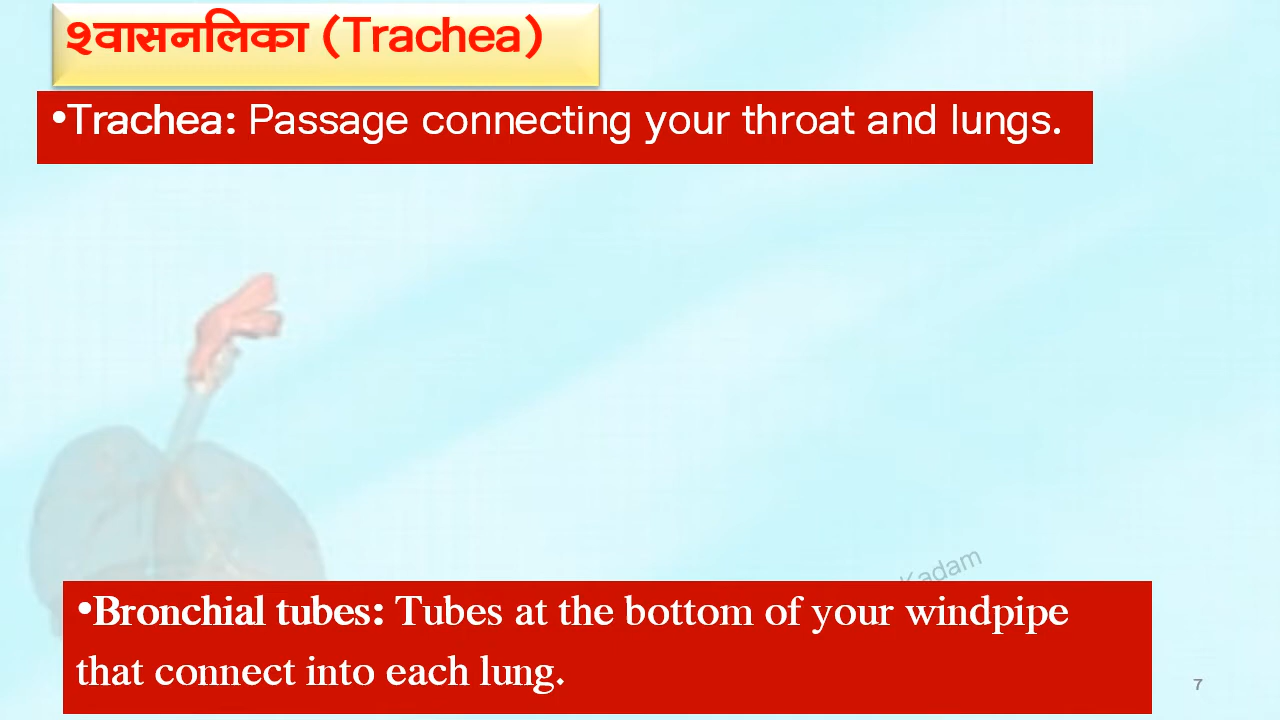 श्वासनलिका (Trachea)
•Trachea: Passage connecting your throat and lungs.
Kadam
•Bronchial tubes: Tubes at the bottom of your windpipe
that connect into each lung.
7